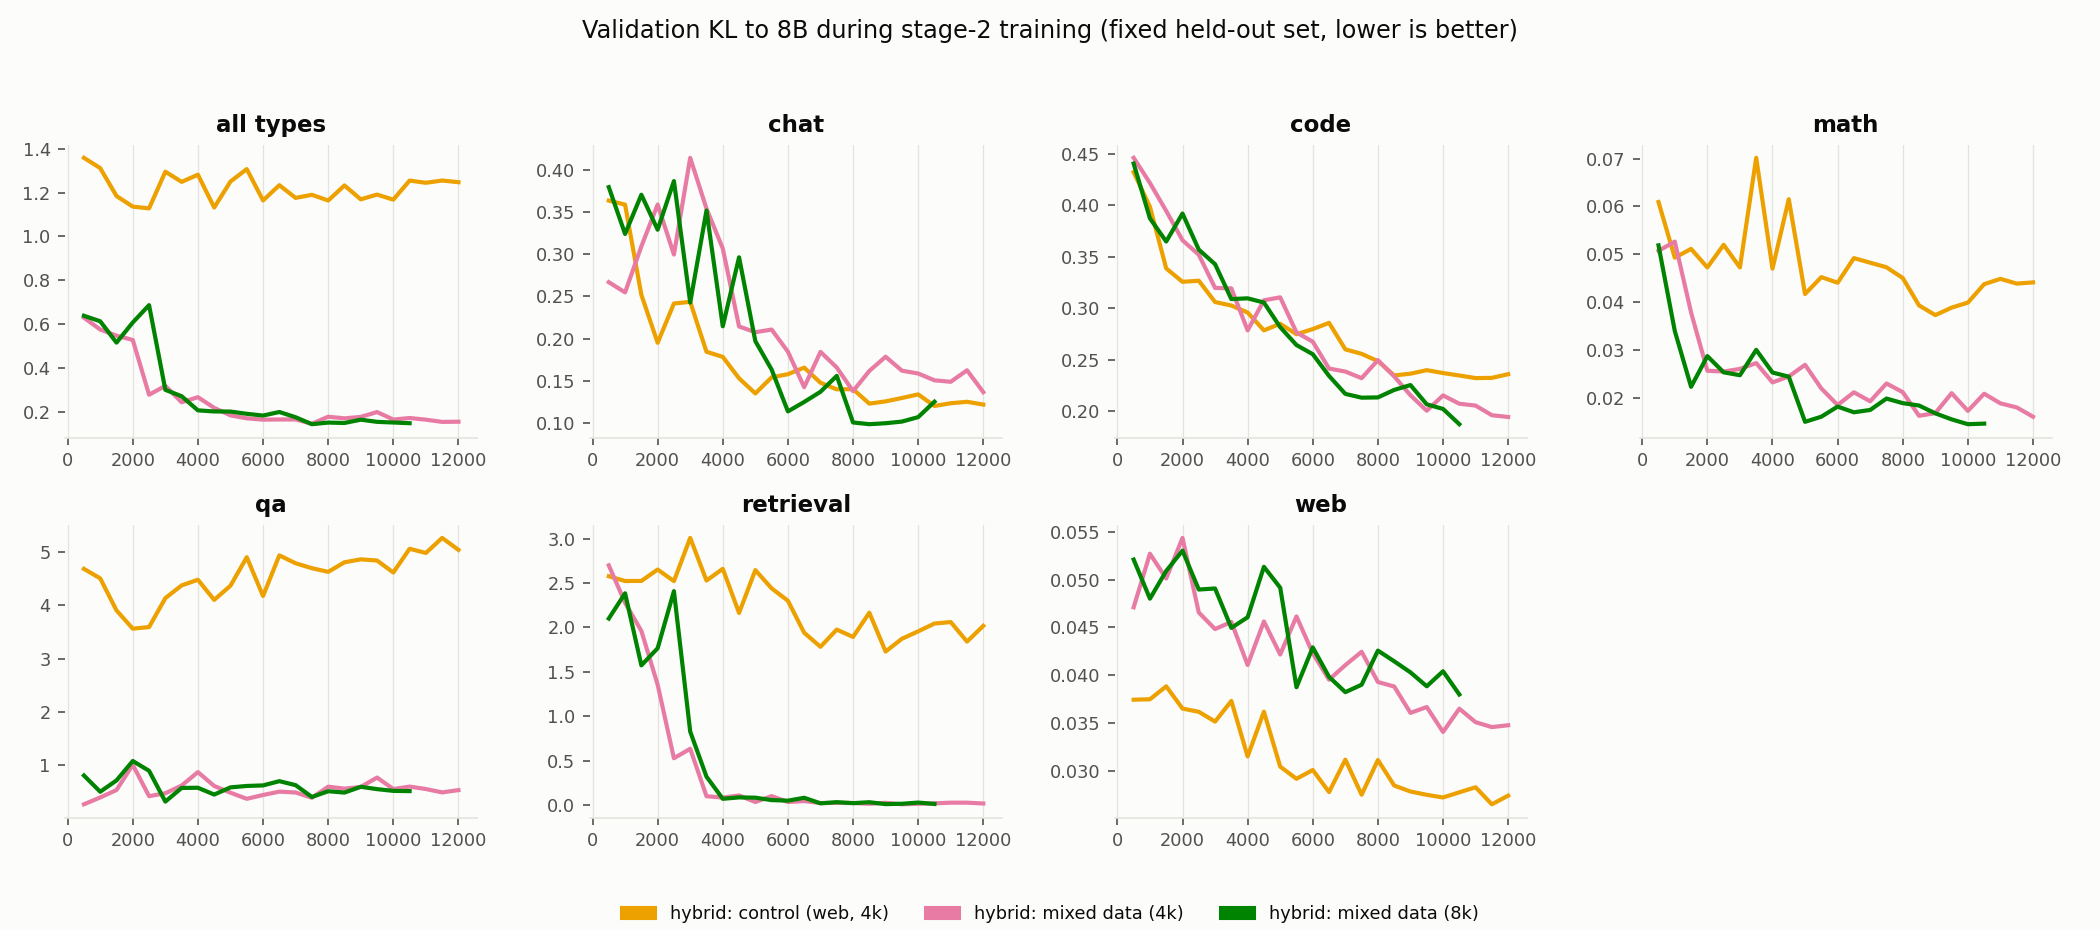 Validation KL to 8B during stage-2 training (fixed held-out set, lower is better)
all types
1.4
1.2
1.0
0.8
0.6
0.4
0.2
0 2000 4000 6000 8000 10000 12000
chat
0.40
0.35
0.30
0.25
0.20
0.15
0.10
0 2000 4000 6000 8000 10000 12000
code
0.45
0.40
0.35
0.30
0.25
0.20
0 2000 4000 6000 8000 10000 12000
math
0.07
0.06
0.05
0.04
0.03
0.02
0 2000 4000 6000 8000 10000 12000
qa
5
4
3
2
1
0 2000 4000 6000 8000 10000 12000
retrieval
3.0
2.5
2.0
1.5
1.0
0.5
0.0
0 2000 4000 6000 8000 10000 12000
web
0.055
0.050
0.045
0.040
0.035
0.030
0 2000 4000 6000 8000 10000 12000
hybrid: control (web, 4k) hybrid: mixed data (4k) hybrid: mixed data (8k)